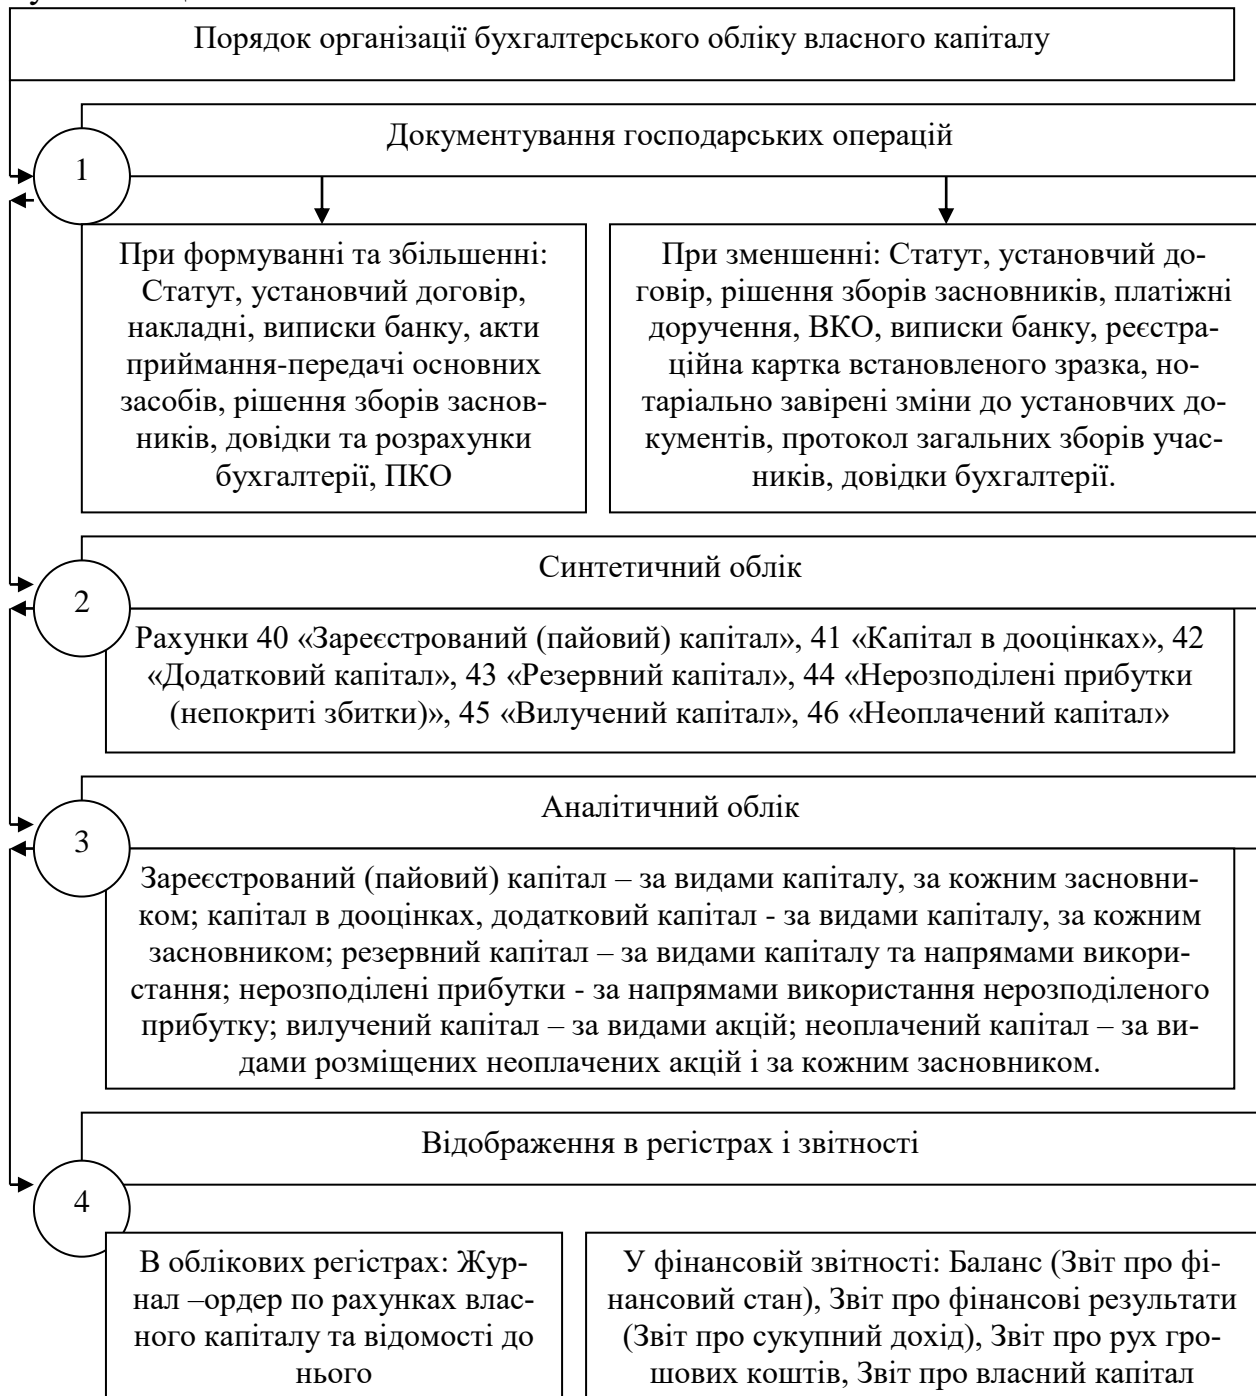 Порядок організації бухгалтерського обліку власного капіталу
Документування господарських операцій
1
При формуванні та збільшенні:
Статут, установчий договір,
накладні, виписки банку, акти
приймання-передачі основних
засобів, рішення зборів заснов-
ників, довідки та розрахунки
бухгалтерії, ПКО
При зменшенні: Статут, установчий до-
говір, рішення зборів засновників, платіжні
доручення, ВКО, виписки банку, реєстра-
ційна картка встановленого зразка, но-
таріально завірені зміни до установчих до-
кументів, протокол загальних зборів учас-
ників, довідки бухгалтерії.
Синтетичний облік
2
Рахунки 40 «Зареєстрований (пайовий) капітал», 41 «Капітал в дооцінках», 42
«Додатковий капітал», 43 «Резервний капітал», 44 «Нерозподілені прибутки
(непокриті збитки)», 45 «Вилучений капітал», 46 «Неоплачений капітал»
Аналітичний облік
3
Зареєстрований (пайовий) капітал – за видами капіталу, за кожним засновни-
ком; капітал в дооцінках, додатковий капітал - за видами капіталу, за кожним
засновником; резервний капітал – за видами капіталу та напрямами викори-
стання; нерозподілені прибутки - за напрямами використання нерозподіленого
прибутку; вилучений капітал – за видами акцій; неоплачений капітал – за ви-
дами розміщених неоплачених акцій і за кожним засновником.
Відображення в регістрах і звітності
4
В облікових регістрах: Жур-
нал –ордер по рахунках влас-
ного капіталу та відомості до
нього
У фінансовій звітності: Баланс (Звіт про фі-
нансовий стан), Звіт про фінансові результати
(Звіт про сукупний дохід), Звіт про рух гро-
шових коштів, Звіт про власний капітал